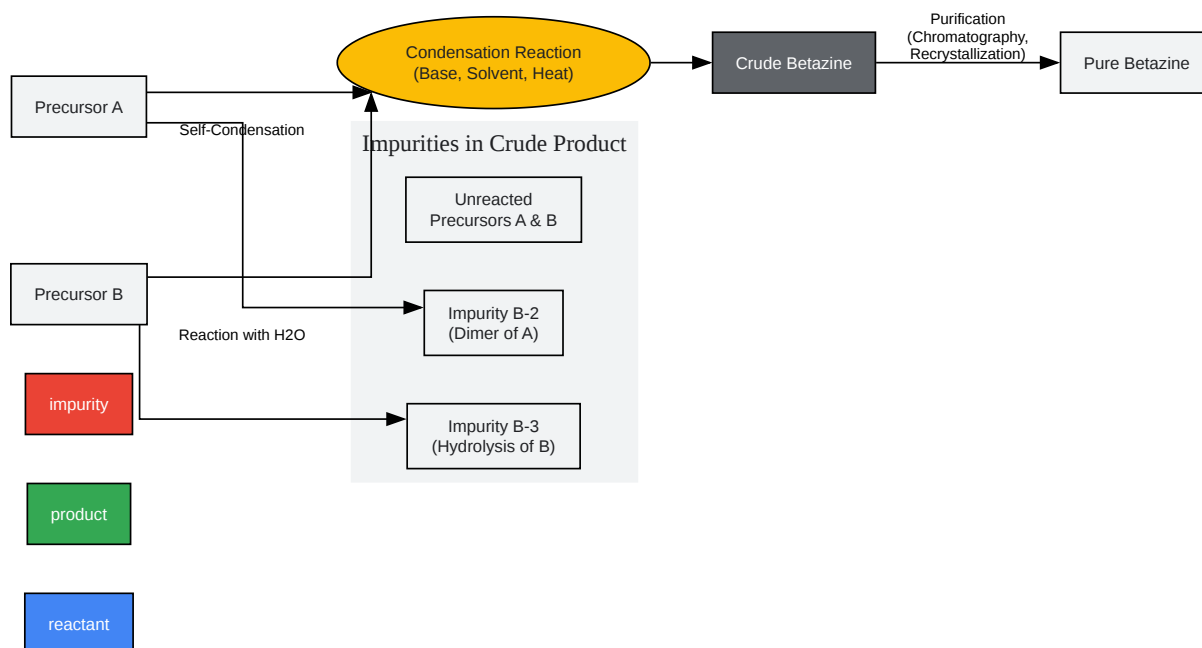 Purification
(Chromatography,
Recrystallization)
Condensation Reaction
(Base, Solvent, Heat)
Crude Betazine
Pure Betazine
Precursor A
Self-Condensation
Impurities in Crude Product
Unreacted
Precursors A & B
Precursor B
Impurity B-2
(Dimer of A)
Reaction with H2O
impurity
Impurity B-3
(Hydrolysis of B)
product
reactant